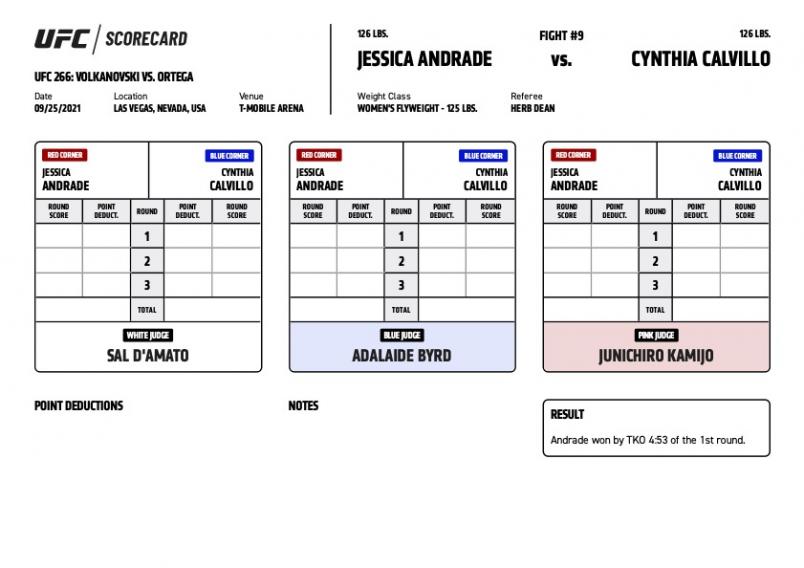 UFC / SCORECARD
UFC 266: VOLKANOVSKI VS. ORTEGA
Date Location Venue
09/25/2021 LAS VEGAS, NEVADA, USA T-MOBILE ARENA
126 LBS. FIGHT #9 126 LBS.
JESSICA ANDRADE VS. CYNTHIA CALVILLO
Weight Class Referee
WOMEN'S FLYWEIGHT - 125 LBS. HERB DEAN
RED CORNER BLUE CORNER
JESSICA CYNTHIA
ANDRADE CALVILLO
ROUND POINT ROUND POINT ROUND
SCORE DEDUCT. DEDUCT. SCORE
1
2
3
TOTAL
WHITE JUDGE
SAL D'AMATO
RED CORNER BLUE CORNER
JESSICA CYNTHIA
ANDRADE CALVILLO
ROUND POINT ROUND POINT ROUND
SCORE DEDUCT. DEDUCT. SCORE
1
2
3
TOTAL
BLUE JUDGE
ADALAIDE BYRD
RED CORNER BLUE CORNER
JESSICA CYNTHIA
ANDRADE CALVILLO
ROUND POINT ROUND POINT ROUND
SCORE DEDUCT. DEDUCT. SCORE
1
2
3
TOTAL
PINK JUDGE
JUNICHIRO KAMIJO
POINT DEDUCTIONS
NOTES
RESULT
Andrade won by TKO 4:53 of the 1st round.